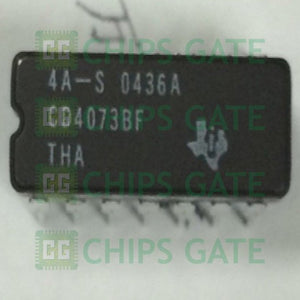 CHIPS GATE
4A-S 0436A
CD4073BF
THA
CHIPS GATE
CHIPS GATE